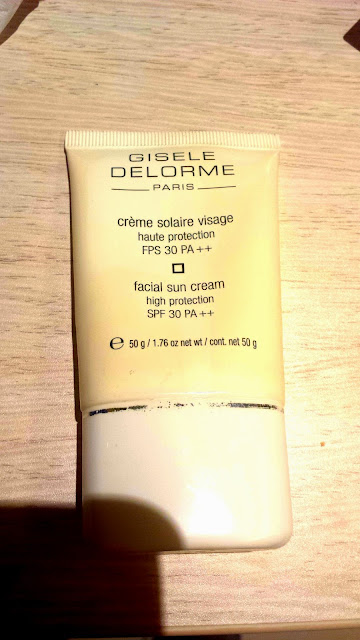 GISELE
DELORME
PARIS
crème solaire visage
haute protection
FPS 30 PA++
facial sun cream
high protection
SPF 30 PA++
℮ 50 g / 1.76 oz net wt / cont. net 50 g